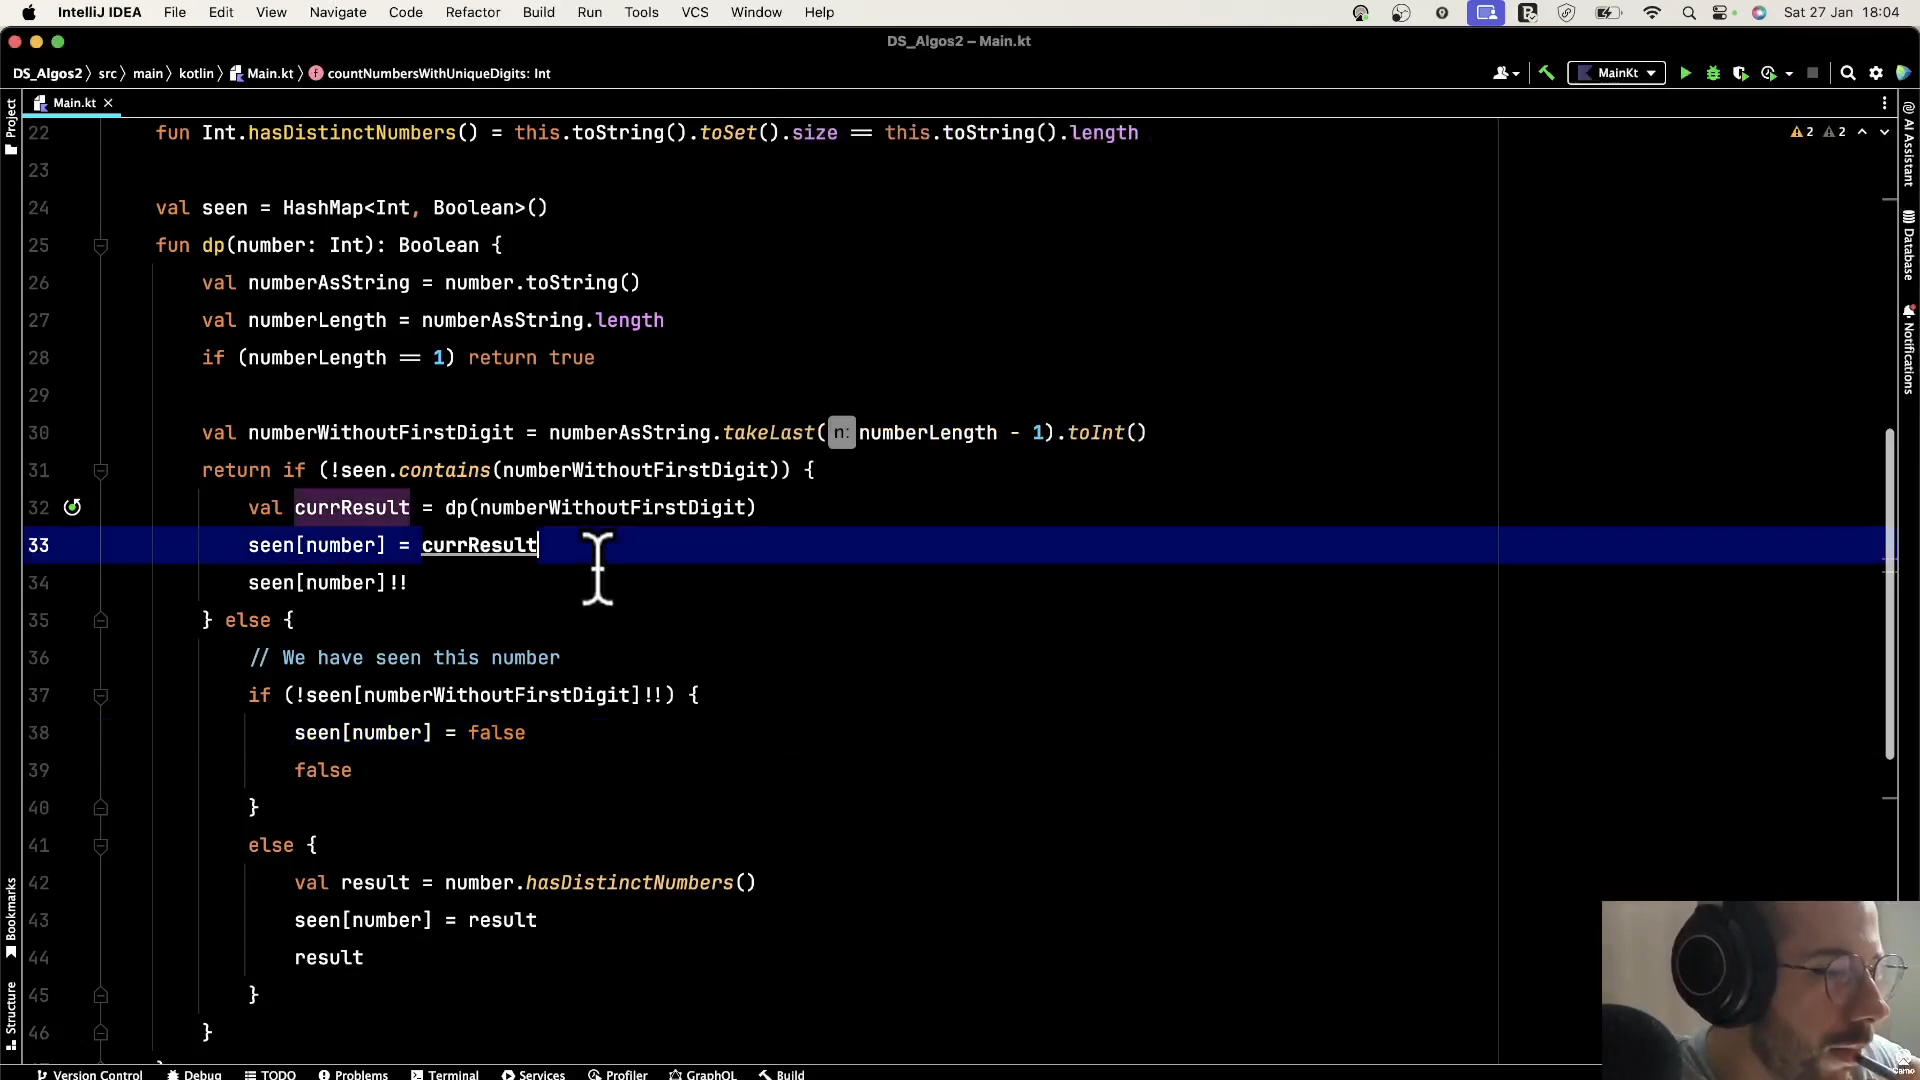 IntelliJ IDEA File Edit View Navigate Code Refactor Build Run Tools VCS Window Help Sat 27 Jan 18:04
DS_Algos2 – Main.kt
DS_Algos2 〉 src 〉 main 〉 kotlin 〉 Main.kt 〉 countNumbersWithUniqueDigits: Int
MainKt
Project
Main.kt
22 fun Int.hasDistinctNumbers() = this.toString().toSet().size == this.toString().length
2 2
23
24 val seen = HashMap<Int, Boolean>()
25 fun dp(number: Int): Boolean {
26 val numberAsString = number.toString()
27 val numberLength = numberAsString.length
28 if (numberLength == 1) return true
29
30 val numberWithoutFirstDigit = numberAsString.takeLast( n: numberLength - 1).toInt()
31 return if (!seen.contains(numberWithoutFirstDigit)) {
32 val currResult = dp(numberWithoutFirstDigit)
33 seen[number] = currResult
34 seen[number]!!
35 } else {
36 // We have seen this number
37 if (!seen[numberWithoutFirstDigit]!!) {
38 seen[number] = false
39 false
40 }
41 else {
42 val result = number.hasDistinctNumbers()
43 seen[number] = result
44 result
45 }
46 }
AI Assistant
Database
Notifications
Bookmarks
Structure
Version Control Debug TODO Problems Terminal Services Profiler GraphQL Build
Camo